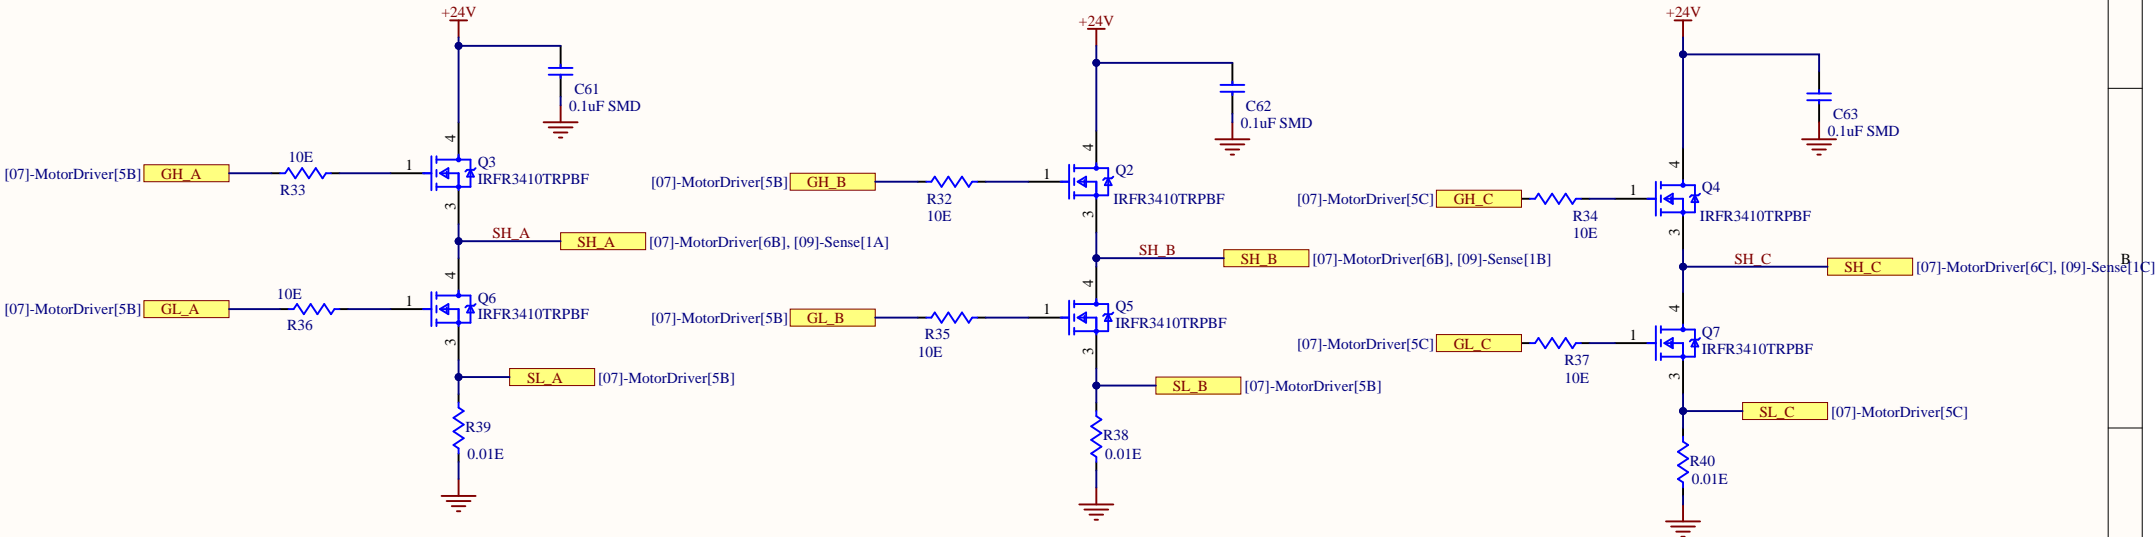 +24V
C61
0.1uF SMD
4
10E
[07]-MotorDriver[5B] GH_A
R33
1
Q3
IRFR3410TRPBF
3
SH_A
SH_A [07]-MotorDriver[6B], [09]-Sense[1A]
4
10E
[07]-MotorDriver[5B] GL_A
R36
1
Q6
IRFR3410TRPBF
3
SL_A [07]-MotorDriver[5B]
R39
0.01E
+24V
C62
0.1uF SMD
4
[07]-MotorDriver[5B] GH_B
R32
10E
1
Q2
IRFR3410TRPBF
3
SH_B
SH_B [07]-MotorDriver[6B], [09]-Sense[1B]
4
[07]-MotorDriver[5B] GL_B
R35
10E
1
Q5
IRFR3410TRPBF
3
SL_B [07]-MotorDriver[5B]
R38
0.01E
+24V
C63
0.1uF SMD
4
[07]-MotorDriver[5C] GH_C
R34
10E
1
Q4
IRFR3410TRPBF
3
SH_C
SH_C [07]-MotorDriver[6C], [09]-Sense[1C]
B
4
[07]-MotorDriver[5C] GL_C
R37
10E
1
Q7
IRFR3410TRPBF
3
SL_C [07]-MotorDriver[5C]
R40
0.01E